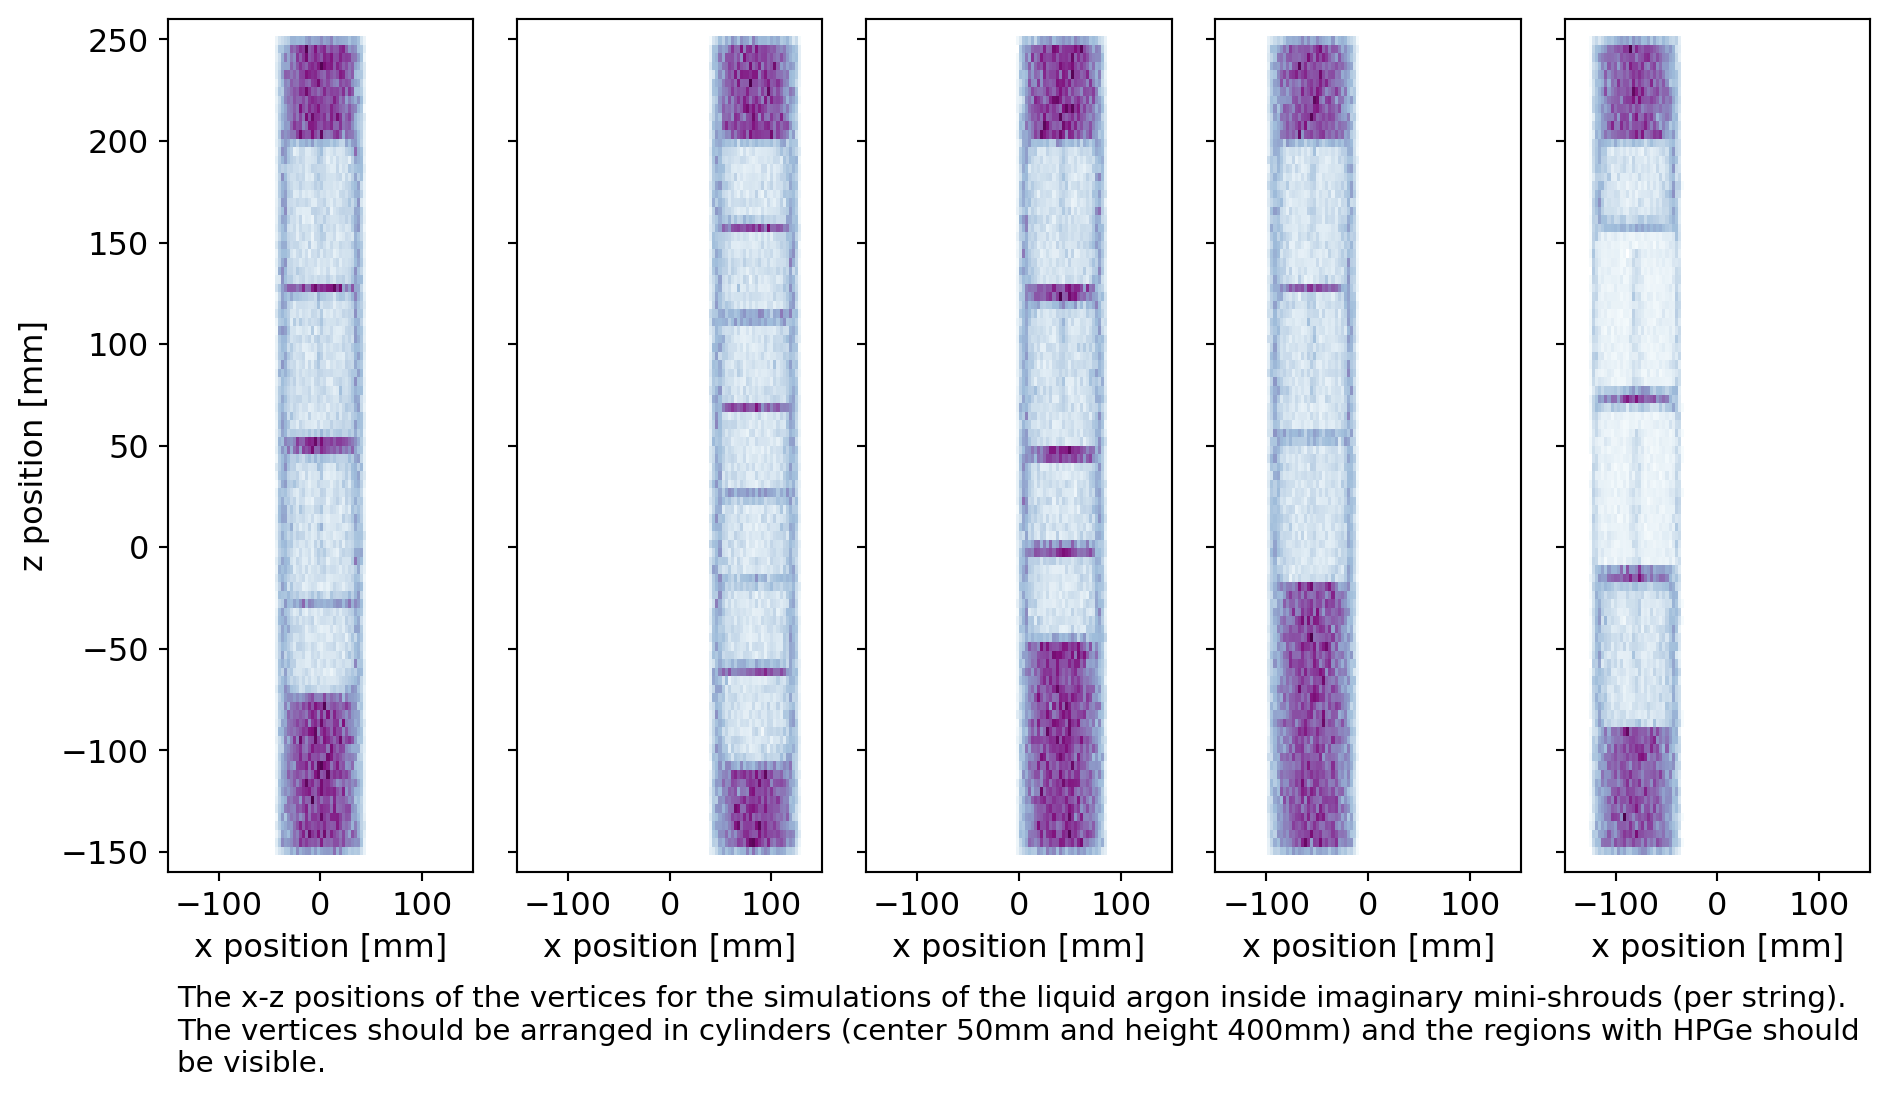 250
200
150
100
50
0
−50
−100
−150
z position [mm]
−100 0 100 −100 0 100 −100 0 100 −100 0 100 −100 0 100
x position [mm] x position [mm] x position [mm] x position [mm] x position [mm]
The x-z positions of the vertices for the simulations of the liquid argon inside imaginary mini-shrouds (per string).
The vertices should be arranged in cylinders (center 50mm and height 400mm) and the regions with HPGe should
be visible.